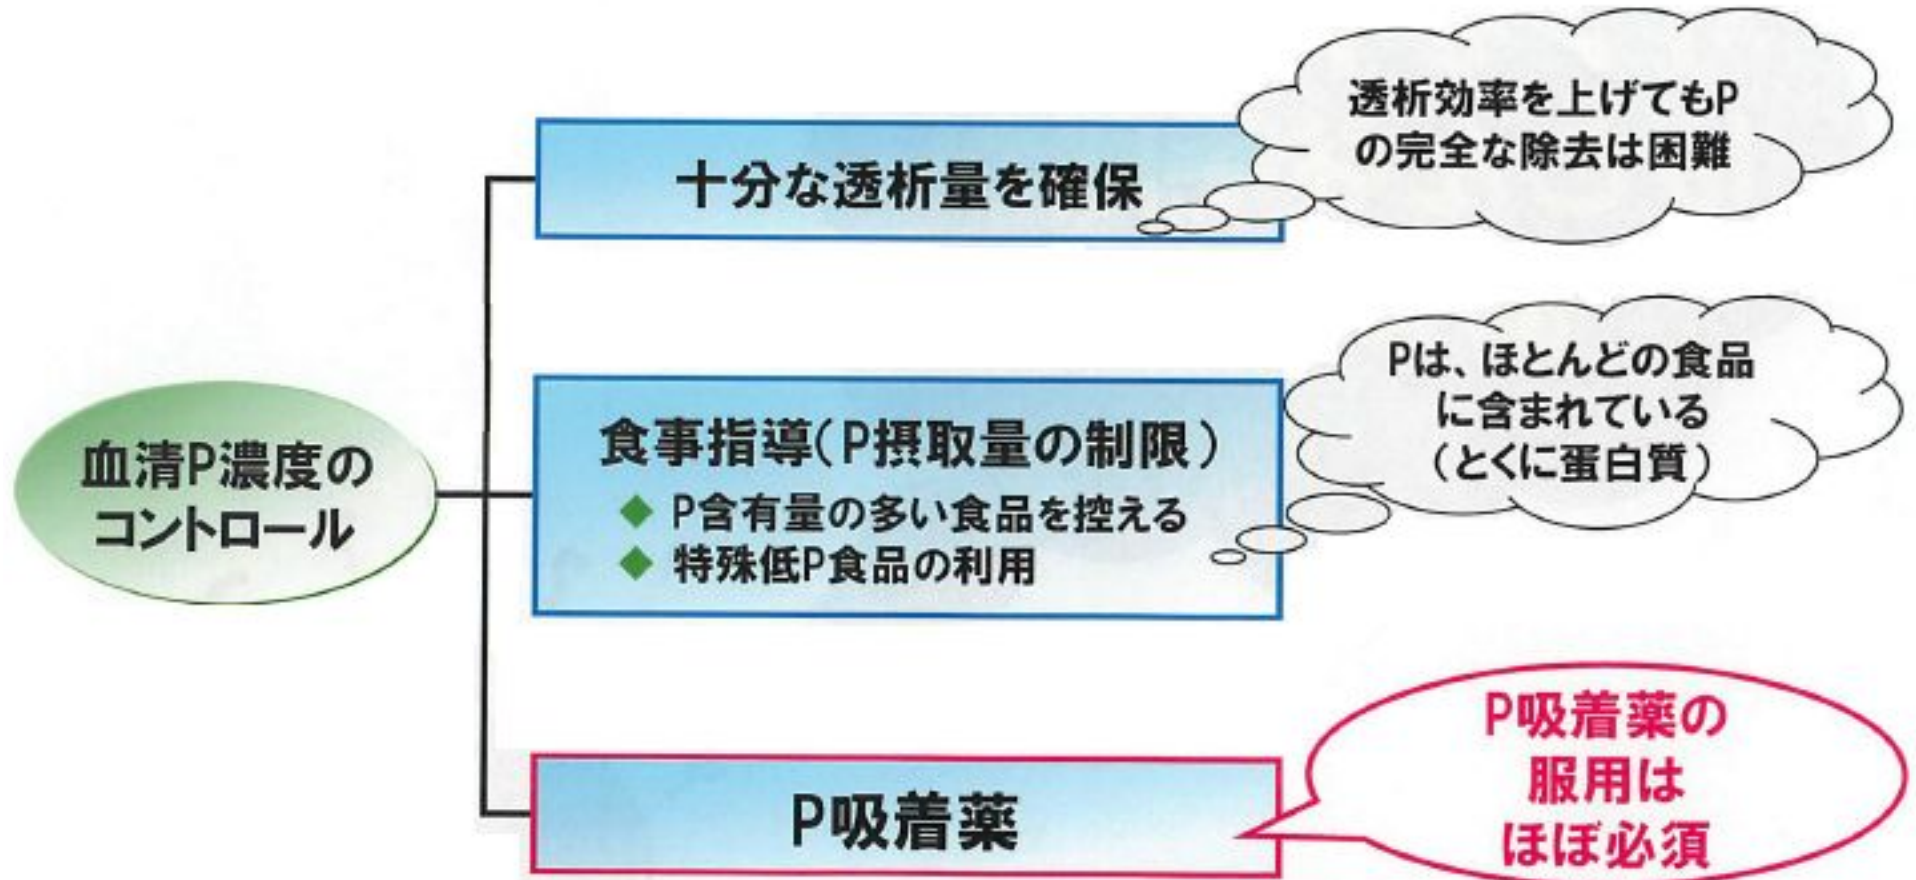 血清P濃度の
コントロール
十分な透析量を確保
透析効率を上げてもP
の完全な除去は困難
食事指導(P摂取量の制限)
◆ P含有量の多い食品を控える
◆ 特殊低P食品の利用
Pは、ほとんどの食品
に含まれている
(とくに蛋白質)
P吸着薬
P吸着薬の
服用は
ほぼ必須